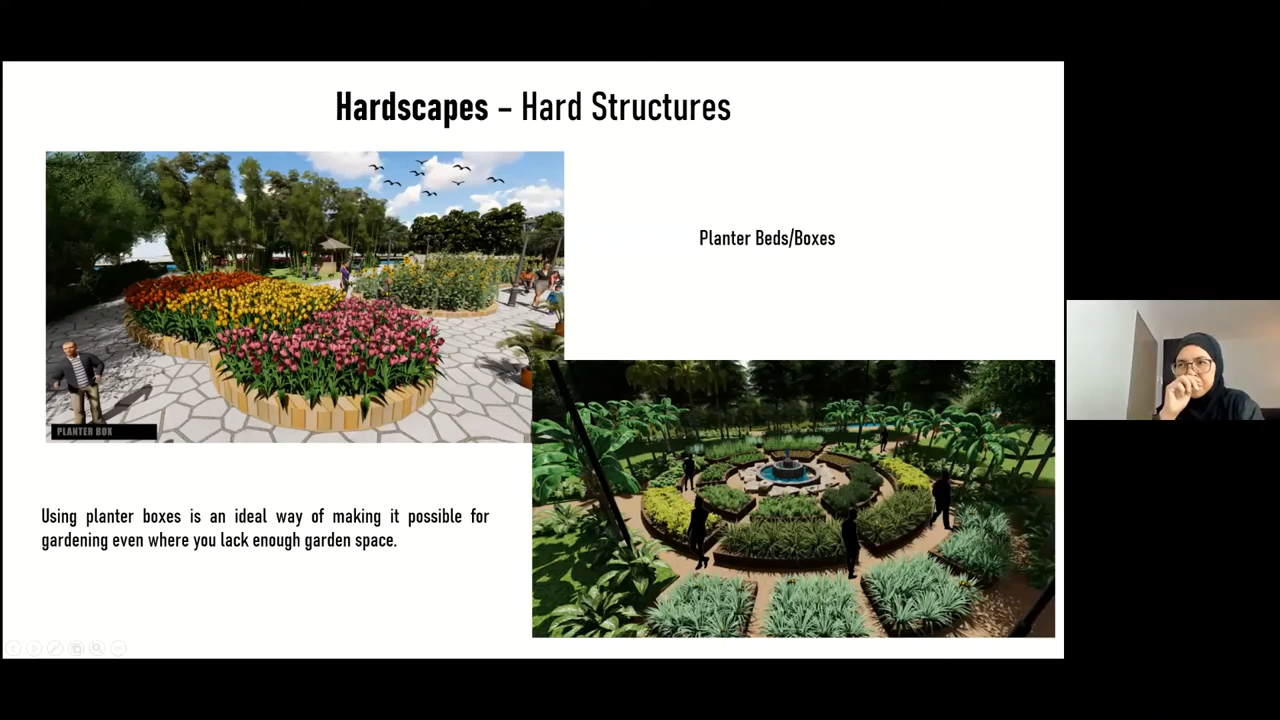 Hardscapes – Hard Structures
Planter Beds/Boxes
PLANTER BOX
Using planter boxes is an ideal way of making it possible for
gardening even where you lack enough garden space.